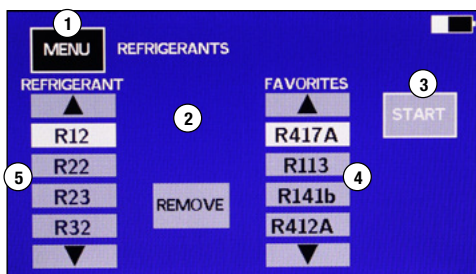 1
MENU REFRIGERANTS
REFRIGERANT FAVORITES
3
2
START
R12 R417A
R22 R113
5 4
R23 R141b
REMOVE
R32 R412A